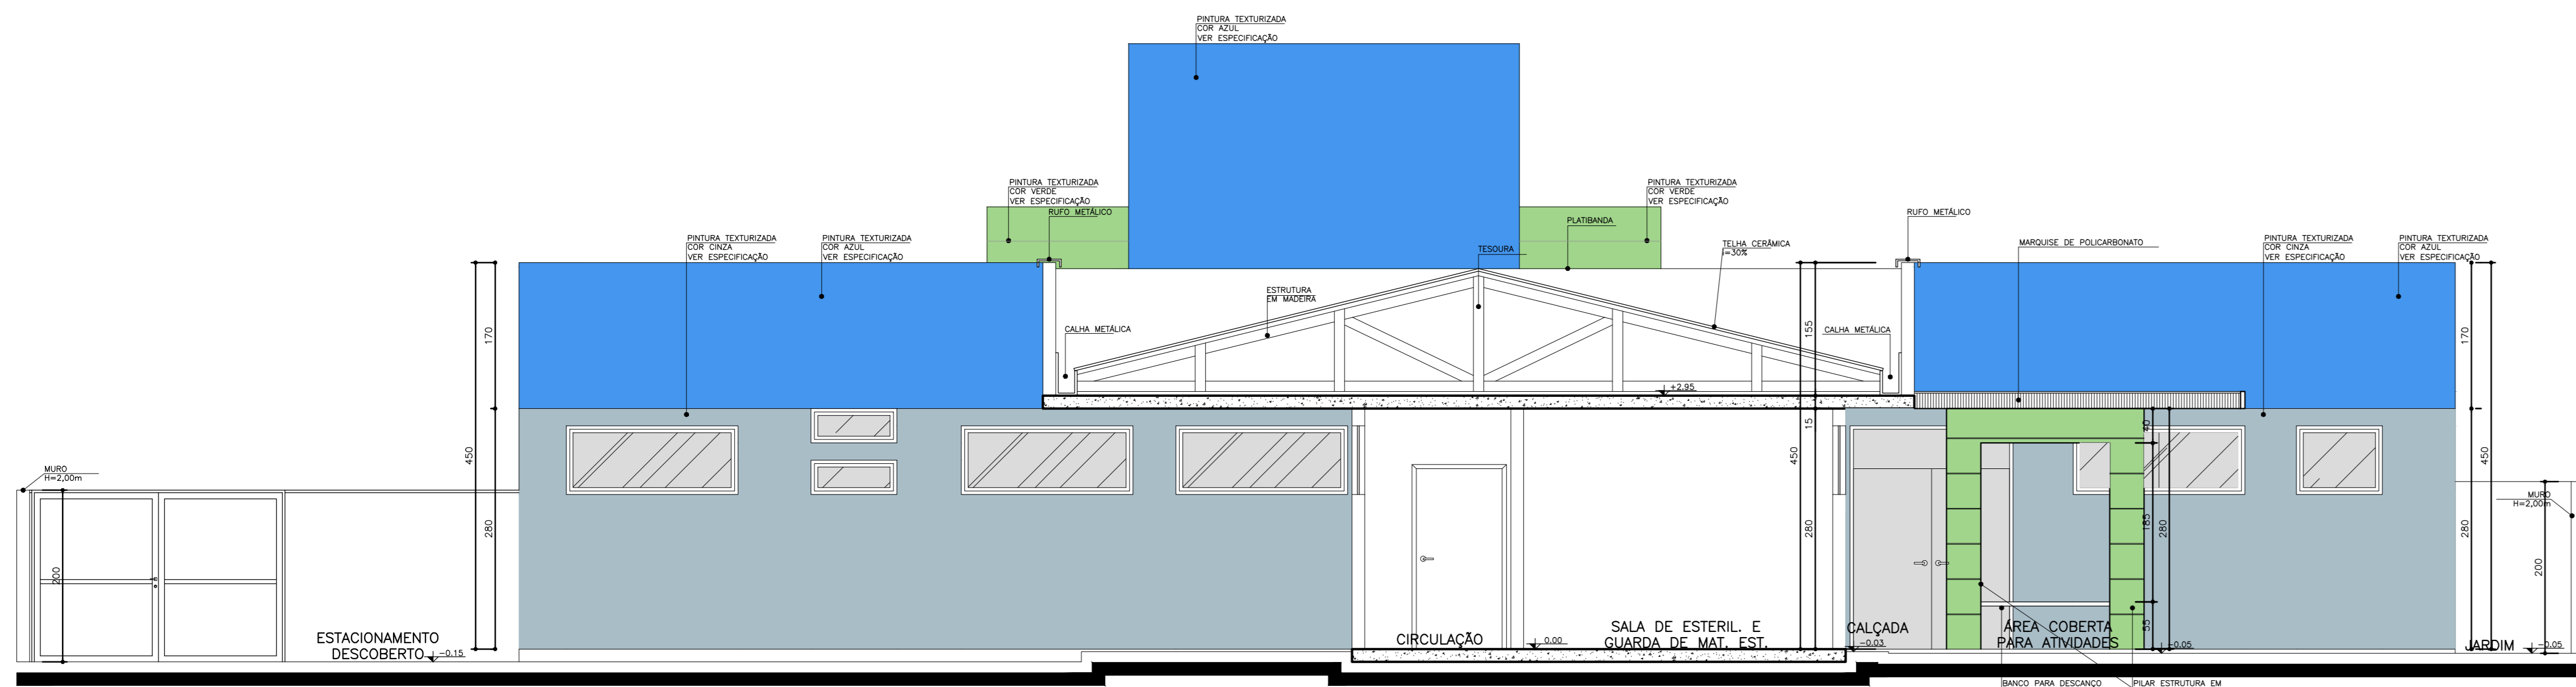 PINTURA TEXTURIZADA
COR AZUL
VER ESPECIFICAÇÃO
PINTURA TEXTURIZADA
COR VERDE
VER ESPECIFICAÇÃO
RUFO METÁLICO
PINTURA TEXTURIZADA
COR VERDE
VER ESPECIFICAÇÃO
RUFO METÁLICO
PLATIBANDA
PINTURA TEXTURIZADA
COR CINZA
VER ESPECIFICAÇÃO
PINTURA TEXTURIZADA
COR AZUL
VER ESPECIFICAÇÃO
TESOURA
TELHA CERÂMICA
i=30%
MARQUISE DE POLICARBONATO
PINTURA TEXTURIZADA
COR CINZA
VER ESPECIFICAÇÃO
PINTURA TEXTURIZADA
COR AZUL
VER ESPECIFICAÇÃO
ESTRUTURA
EM MADEIRA
CALHA METÁLICA
CALHA METÁLICA
170
155
170
+2.95
15
40
450
450
450
MURO
H=2,00m
MURO
H=2,00m
280
280
185
280
280
200
200
55
ESTACIONAMENTO
DESCOBERTO
-0.15
CIRCULAÇÃO
0.00
SALA DE ESTERIL. E
GUARDA DE MAT. EST.
CALÇADA
-0.03
ÁREA COBERTA
PARA ATIVIDADES
-0.05
JARDIM
-0.05
BANCO PARA DESCANÇO
PILAR ESTRUTURA EM